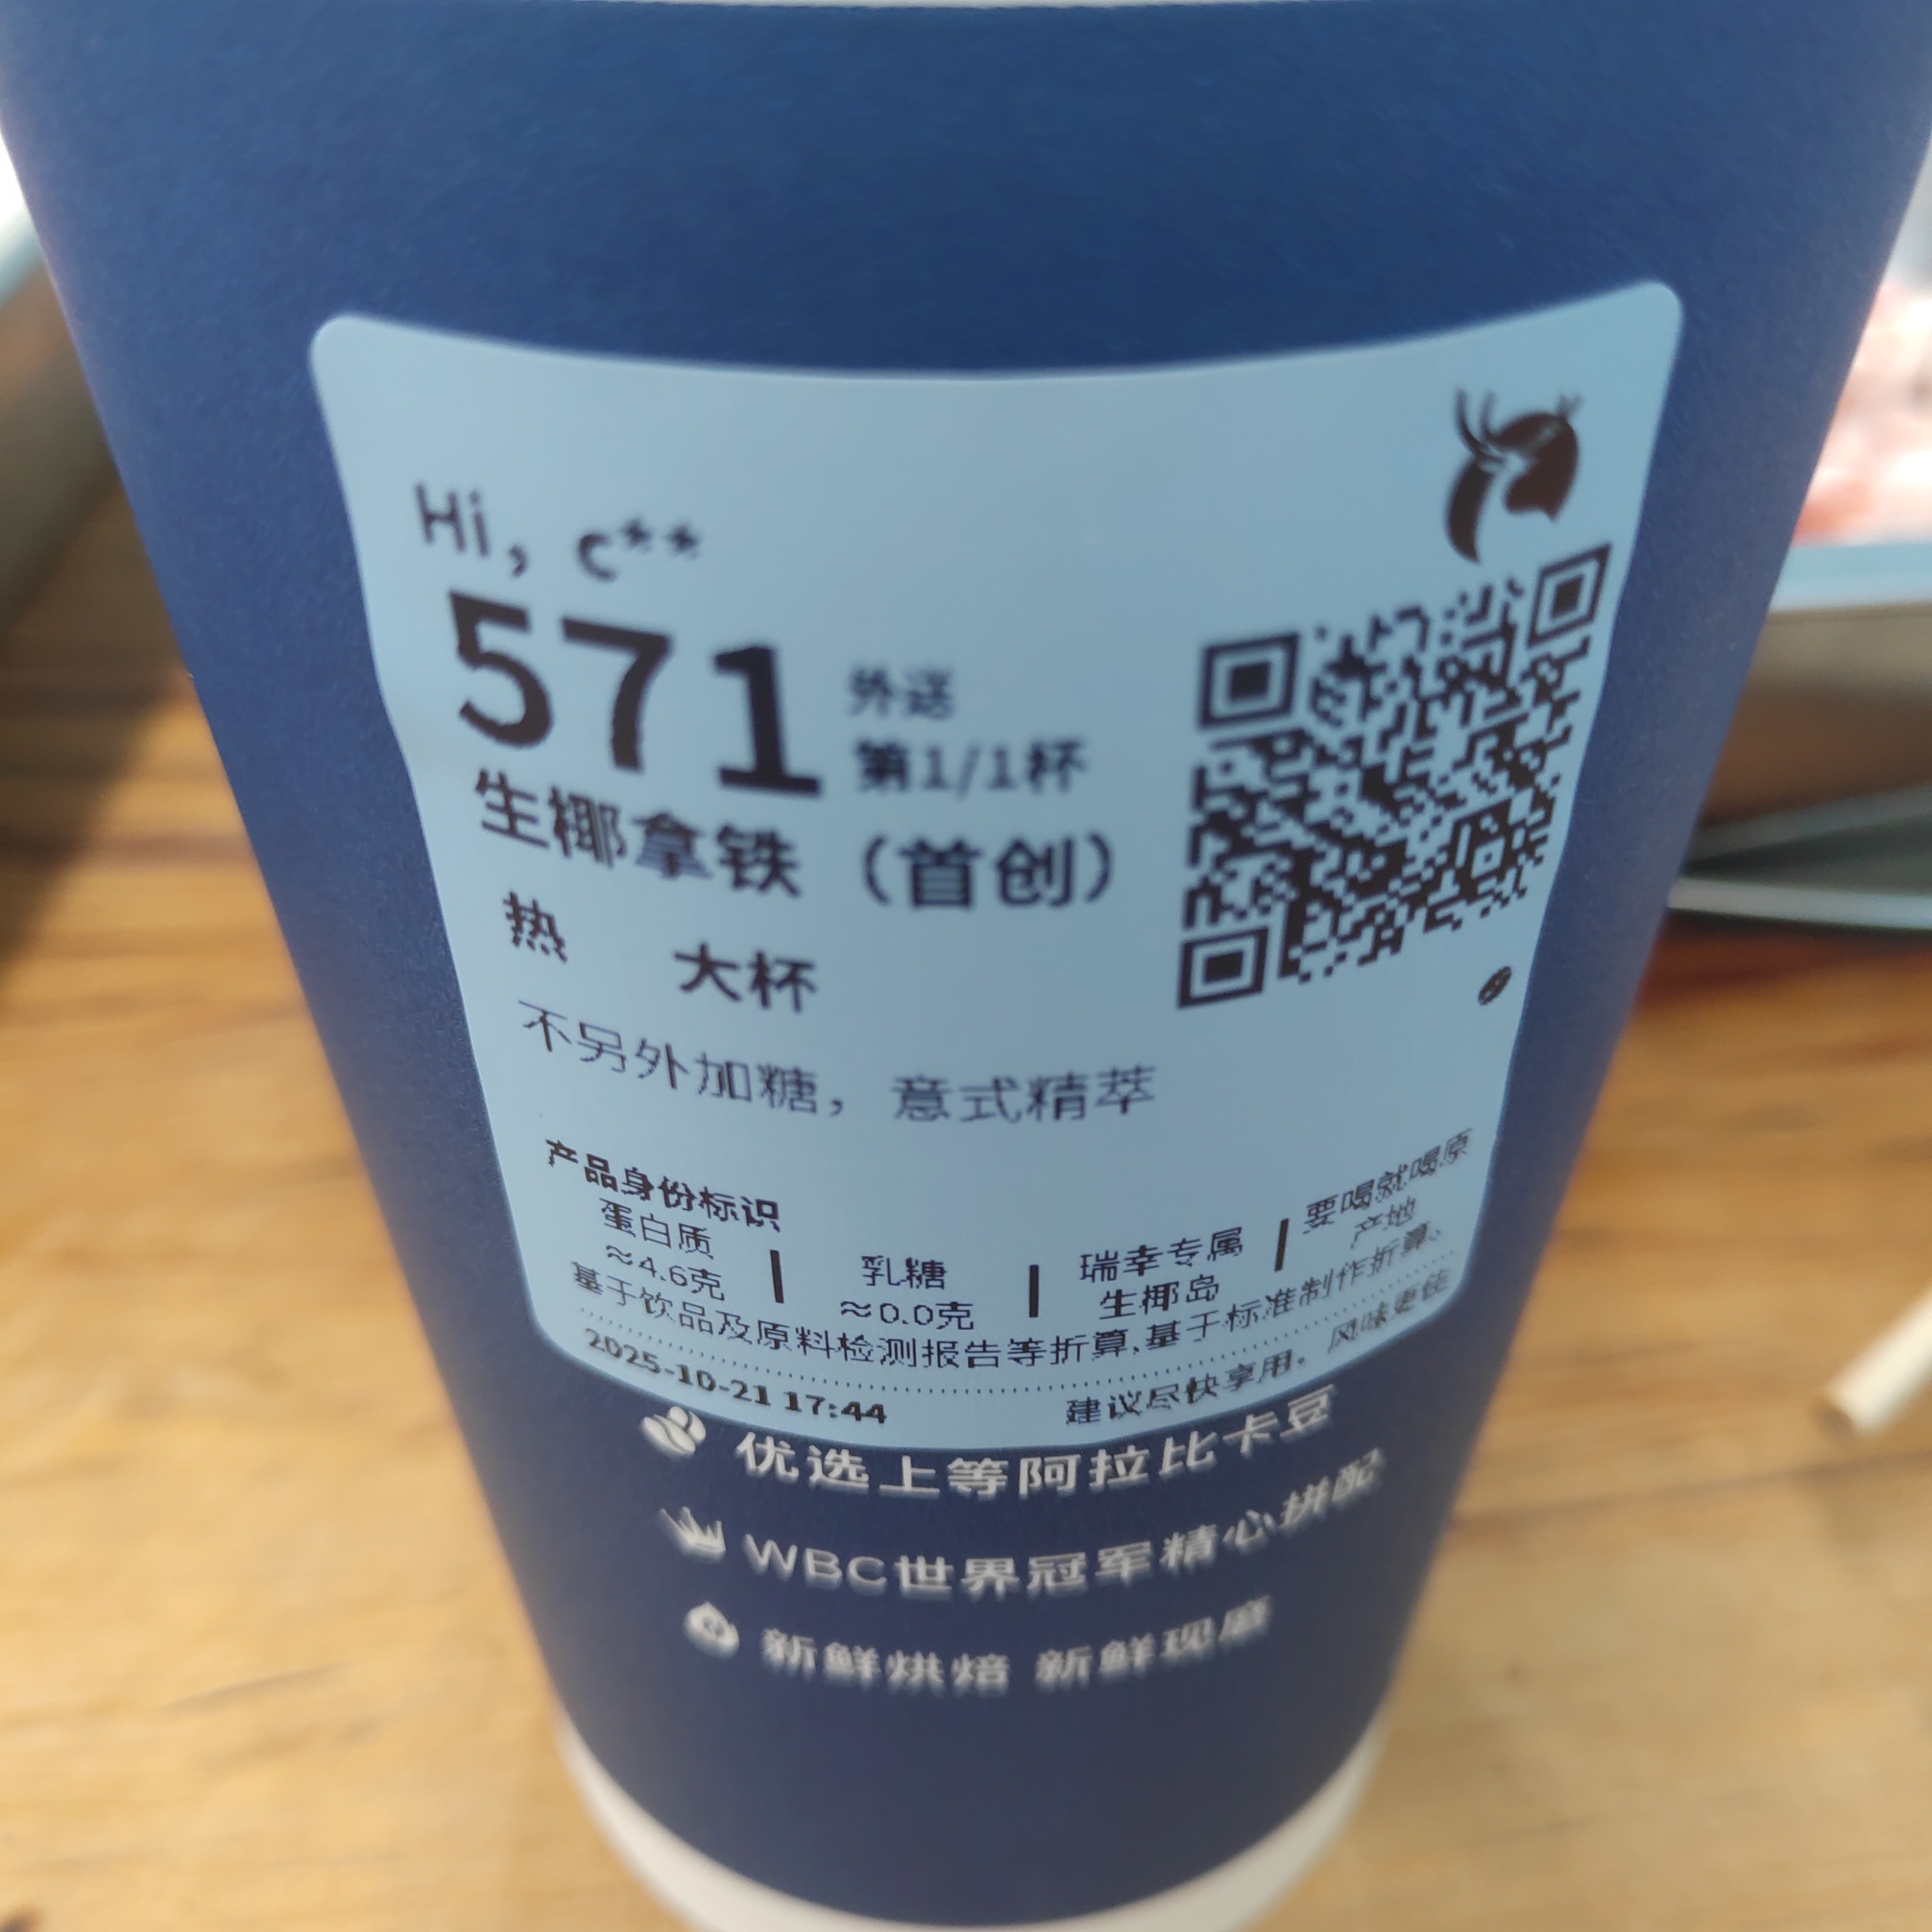 Hi, c**
571 外送
第1/1杯
生椰拿铁（首创）
热 大杯
不另外加糖，意式精萃
产品身份标识
蛋白质 ≈4.6克 | 乳糖 ≈0.0克 | 瑞幸专属生椰岛 | 要喝就喝原产地
基于饮品及原料检测报告等折算,基于标准制作折算。
2025-10-21 17:44 建议尽快享用，风味更佳
优选上等阿拉比卡豆
WBC世界冠军精心拼配
新鲜烘焙 新鲜现磨